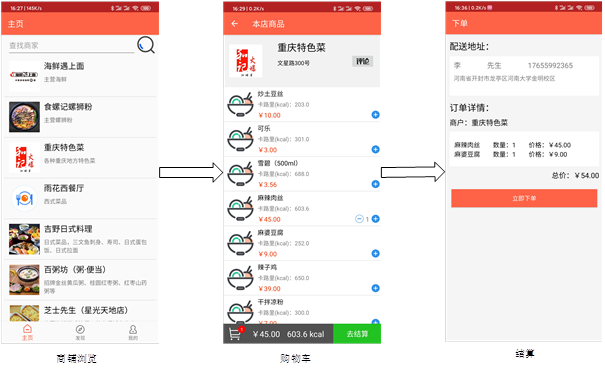 16:27 | 145K/s
主页
查找商家
海鲜遇上面
主营海鲜
食螺记螺狮粉
主营螺狮粉
重庆特色菜
各种重庆地方特色菜
雨花西餐厅
西式菜品
吉野日式料理
日式菜品，三文鱼刺身、寿司、日式蛋包饭、日式拉面
百粥坊（粥·便当）
招牌金丝黄瓜粥、桂圆红枣粥、红枣山药粥等
芝士先生（星光天地店）
主页
发现
我的
商铺浏览
16:29 | 0.2K/s
← 本店商品
重庆特色菜
文星路300号
评论
炒土豆丝
卡路里(kcal)：203.0
￥10.00
可乐
卡路里(kcal)：301.0
￥3.00
雪碧（500ml）
卡路里(kcal)：688.0
￥3.56
麻辣肉丝
卡路里(kcal)：603.6
￥45.00
1
麻婆豆腐
卡路里(kcal)：252.0
￥9.00
辣子鸡
卡路里(kcal)：650.0
￥39.00
干拌凉粉
卡路里(kcal)：300.0
￥7.00
1
￥45.00 603.6 kcal
去结算
购物车
16:36 | 0.2K/s
下单
配送地址：
李 先生 17655992365
河南省开封市龙亭区河南大学金明校区
订单详情：
商户：重庆特色菜
麻辣肉丝 数量：1 价格：￥45.00
麻婆豆腐 数量：1 价格：￥9.00
总价：￥54.00
立即下单
结算